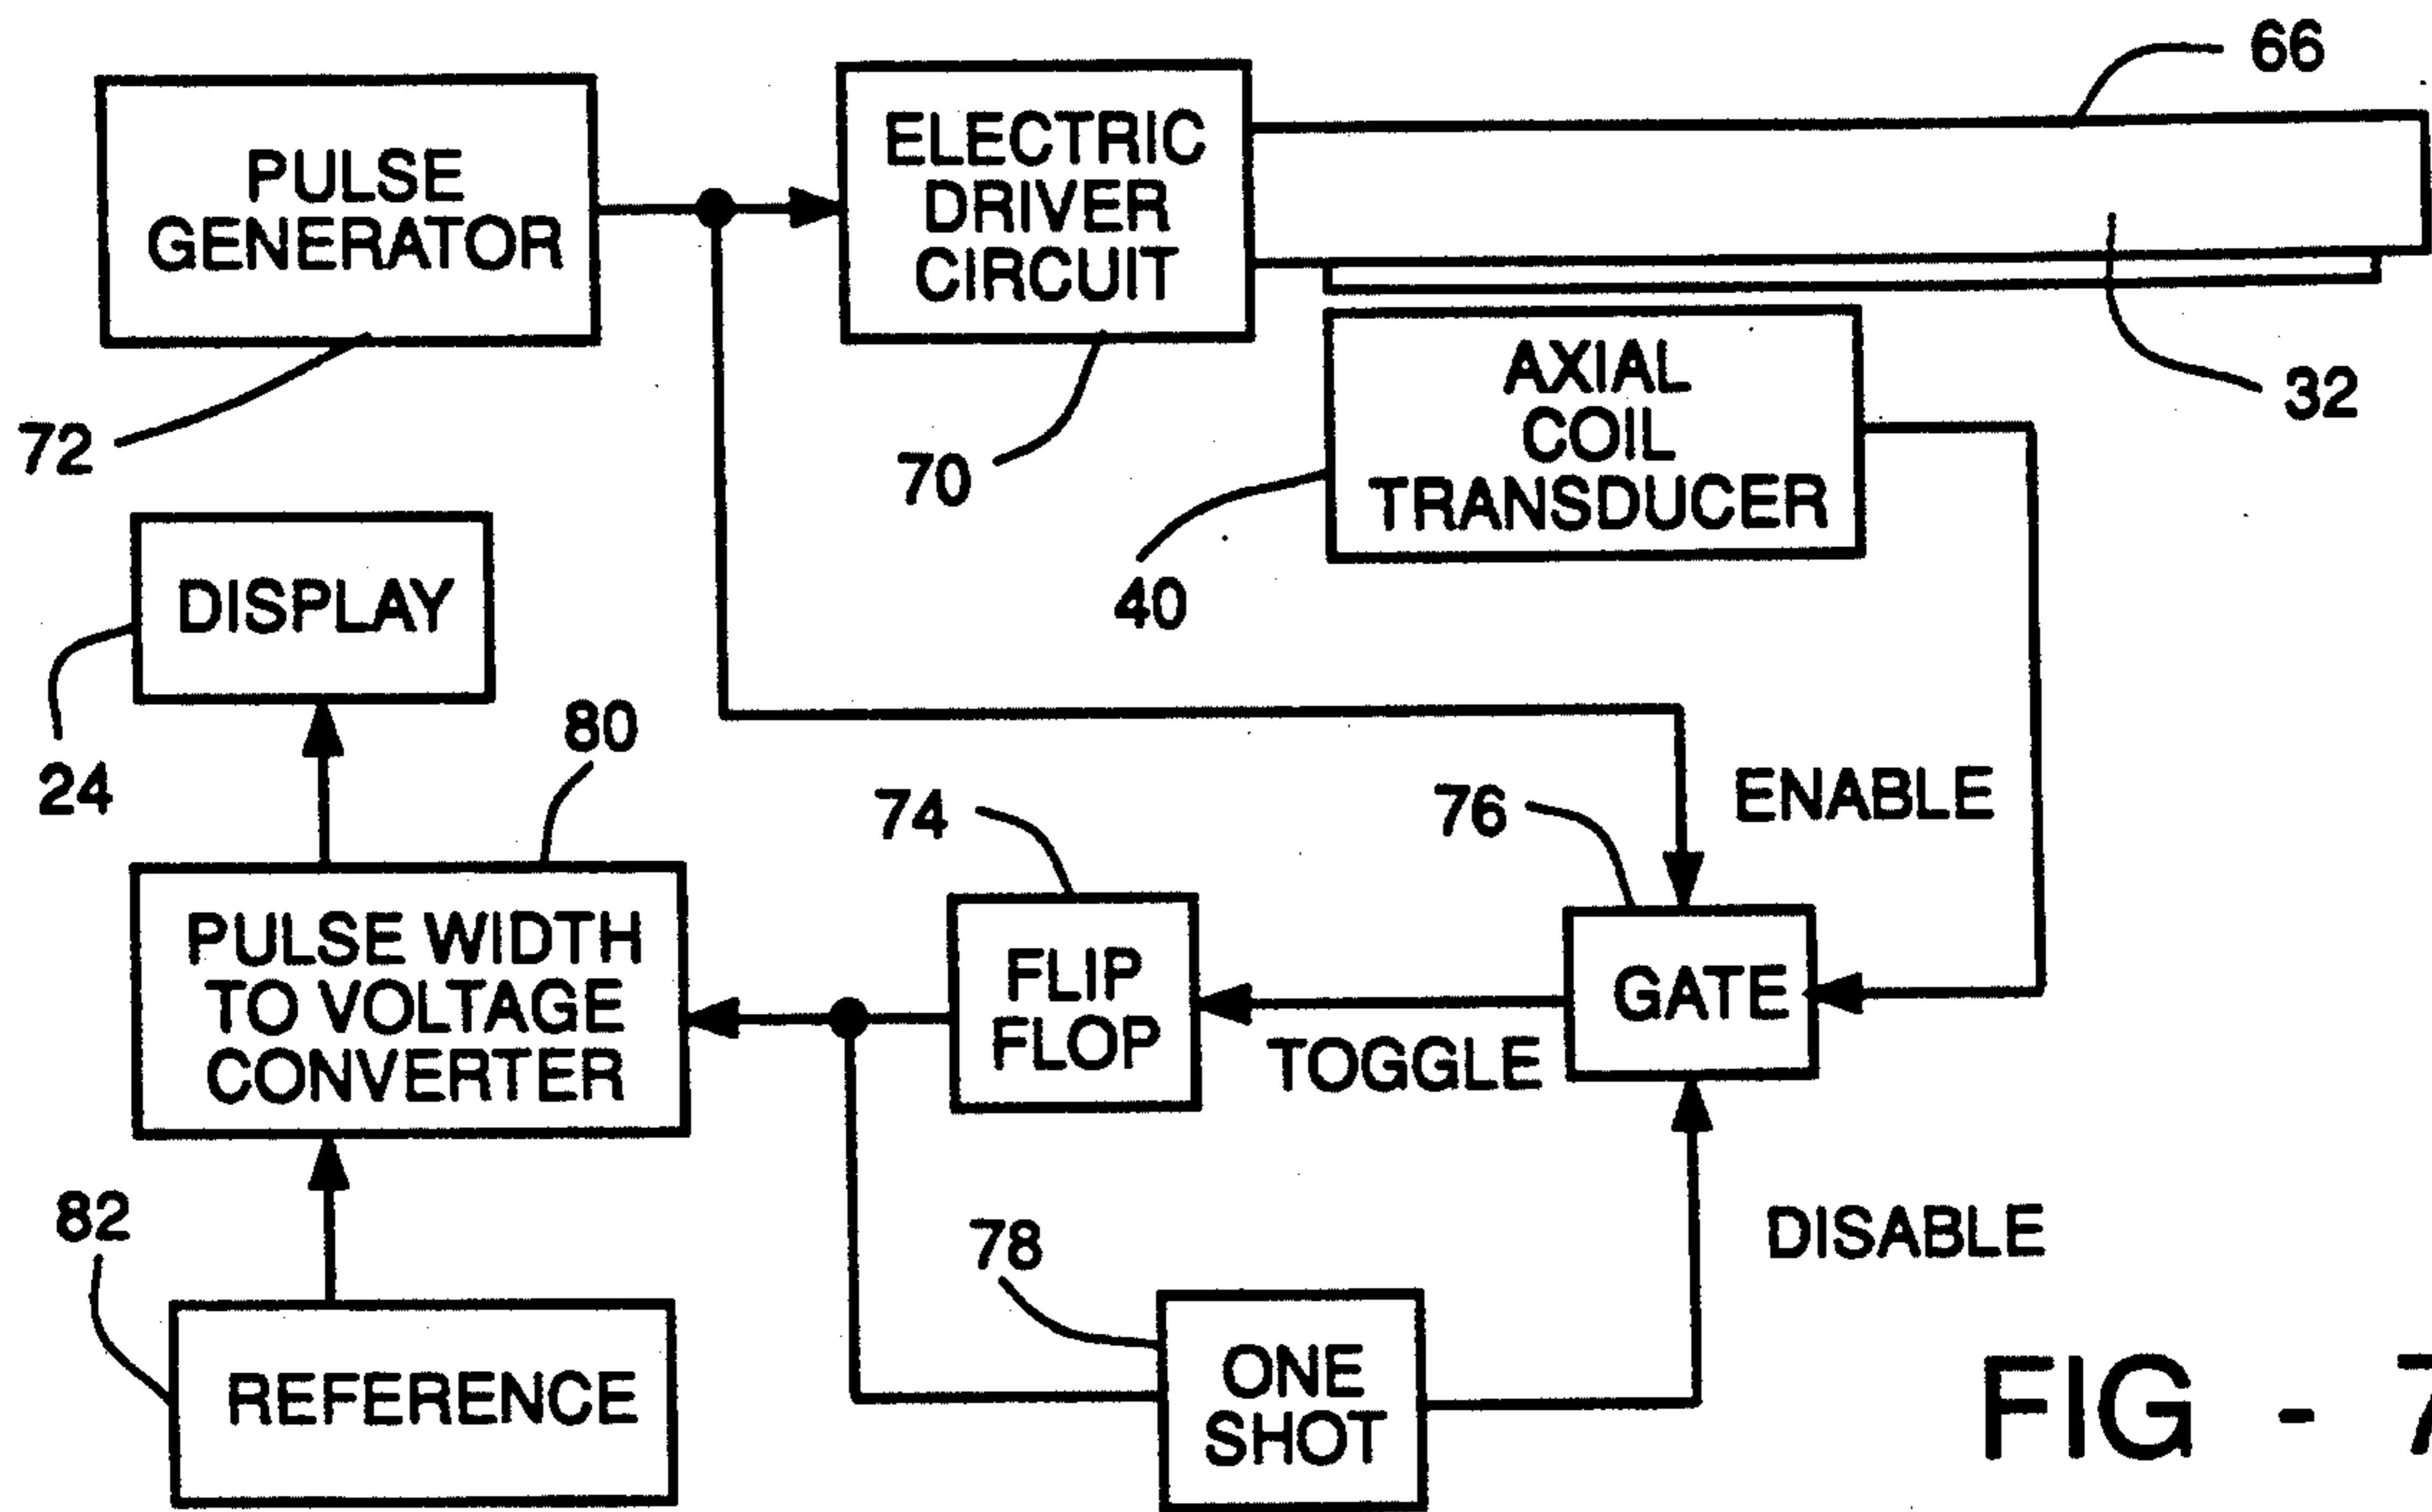 66
PULSE
GENERATOR
ELECTRIC
DRIVER
CIRCUIT
32
72
70
AXIAL
COIL
TRANSDUCER
40
DISPLAY
24
80
74
76
ENABLE
PULSE WIDTH
TO VOLTAGE
CONVERTER
FLIP
FLOP
TOGGLE
GATE
82
78
DISABLE
REFERENCE
ONE
SHOT
FIG - 7